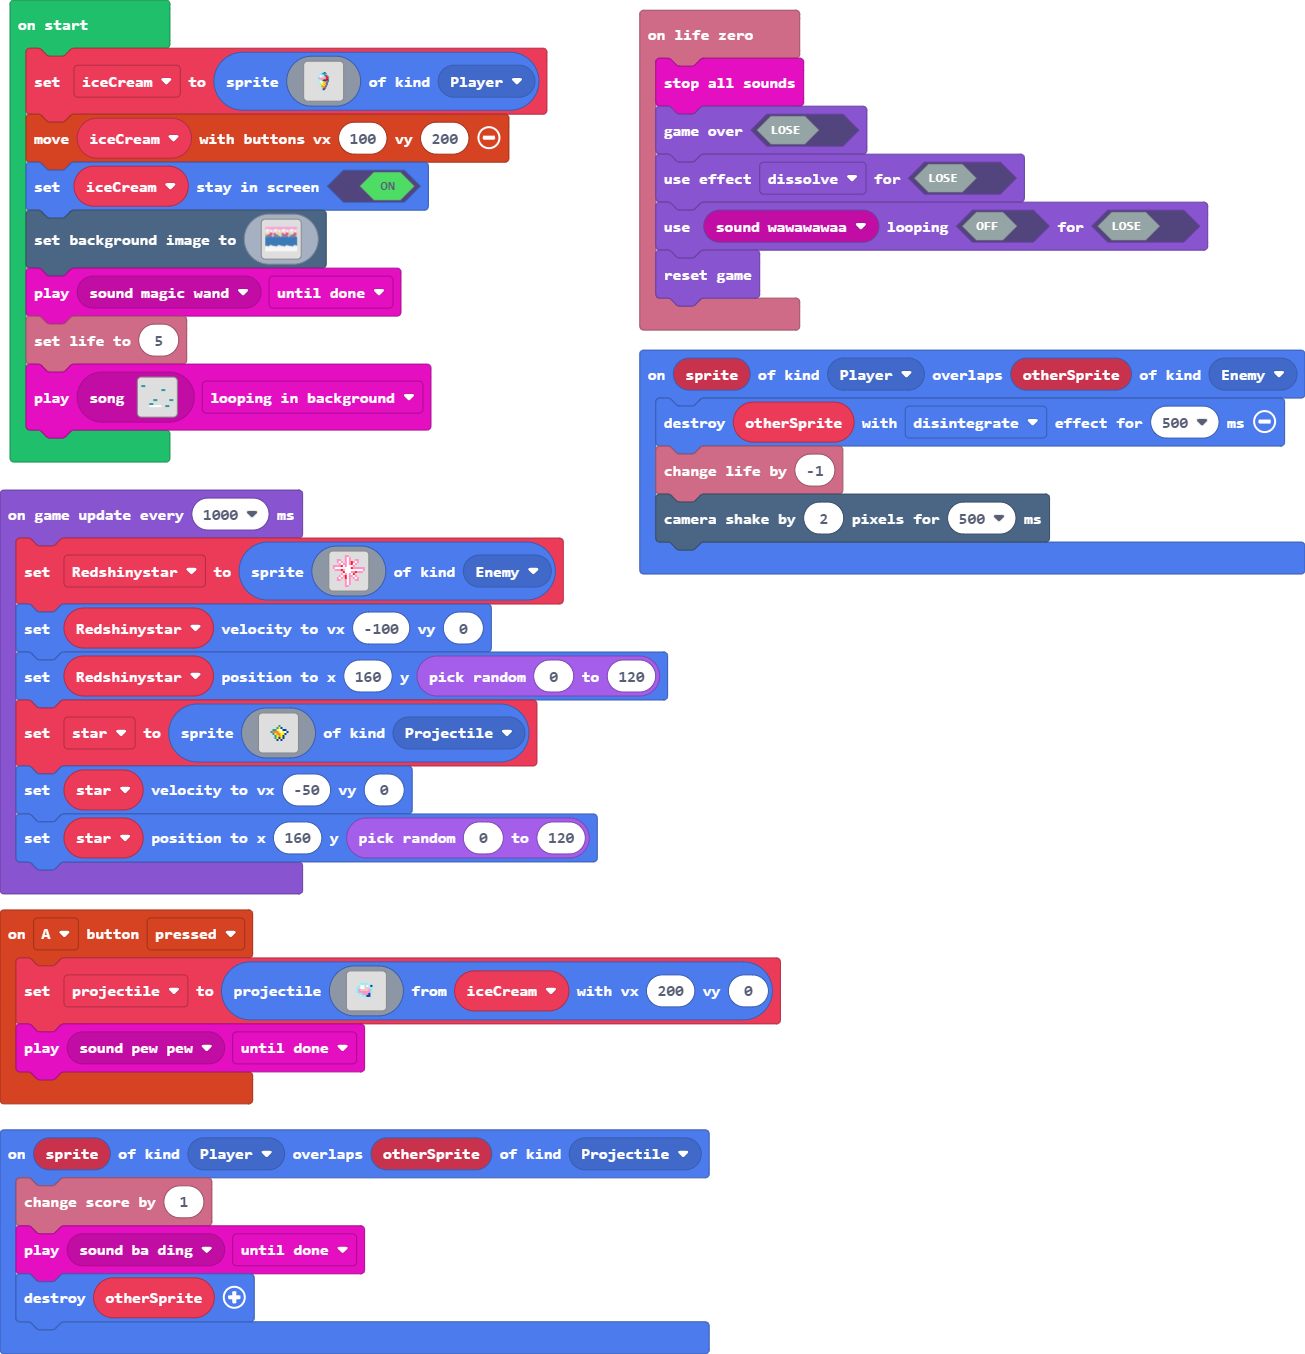 on start
set iceCream to sprite of kind Player
move iceCream with buttons vx 100 vy 200
set iceCream stay in screen ON
set background image to
play sound magic wand until done
set life to 5
play song looping in background
on game update every 1000 ms
set Redshinystar to sprite of kind Enemy
set Redshinystar velocity to vx -100 vy 0
set Redshinystar position to x 160 y pick random 0 to 120
set star to sprite of kind Projectile
set star velocity to vx -50 vy 0
set star position to x 160 y pick random 0 to 120
on A button pressed
set projectile to projectile from iceCream with vx 200 vy 0
play sound pew pew until done
on sprite of kind Player overlaps otherSprite of kind Projectile
change score by 1
play sound ba ding until done
destroy otherSprite
on life zero
stop all sounds
game over LOSE
use effect dissolve for LOSE
use sound wawawawaa looping OFF for LOSE
reset game
on sprite of kind Player overlaps otherSprite of kind Enemy
destroy otherSprite with disintegrate effect for 500 ms
change life by -1
camera shake by 2 pixels for 500 ms